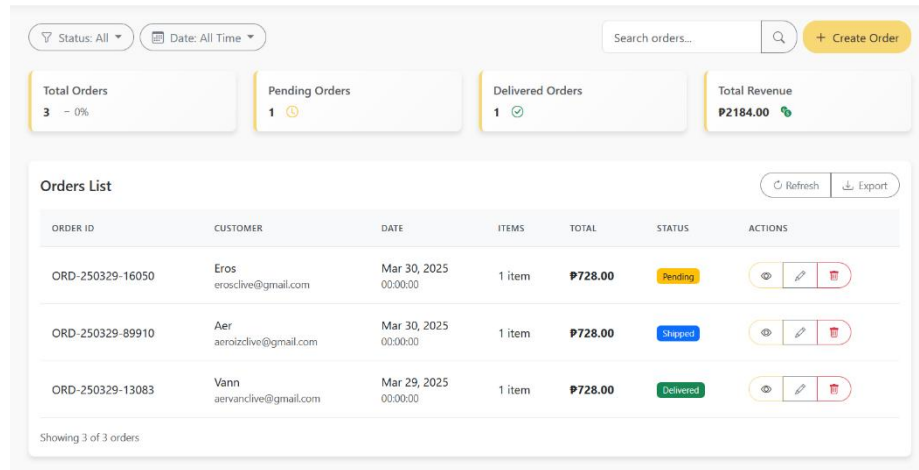 Status: All
Date: All Time
Search orders...
+ Create Order
Total Orders
3 – 0%
Pending Orders
1
Delivered Orders
1
Total Revenue
₱2184.00
Orders List
Refresh
Export
ORDER ID CUSTOMER DATE ITEMS TOTAL STATUS ACTIONS
ORD-250329-16050 Eros Mar 30, 2025 1 item ₱728.00 Pending
erosclive@gmail.com 00:00:00
ORD-250329-89910 Aer Mar 30, 2025 1 item ₱728.00 Shipped
aeroizclive@gmail.com 00:00:00
ORD-250329-13083 Vann Mar 29, 2025 1 item ₱728.00 Delivered
aervanclive@gmail.com 00:00:00
Showing 3 of 3 orders